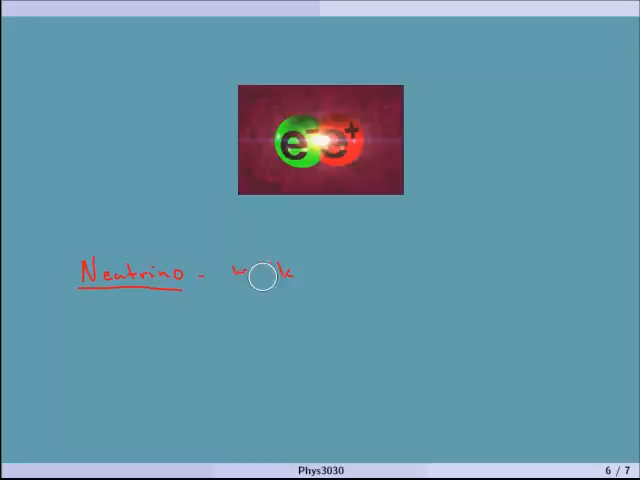 e⁻ e⁺
Neutrino -
Phys3030 6 / 7